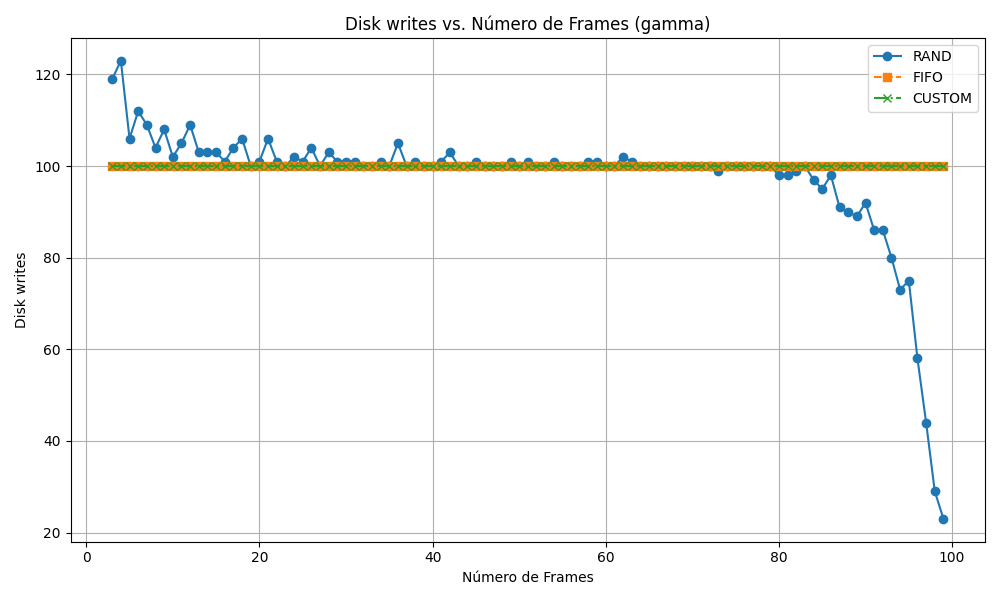 Disk writes vs. Número de Frames (gamma)
RAND
FIFO
CUSTOM
120
100
80
60
40
20
Disk writes
0
20
40
60
80
100
Número de Frames